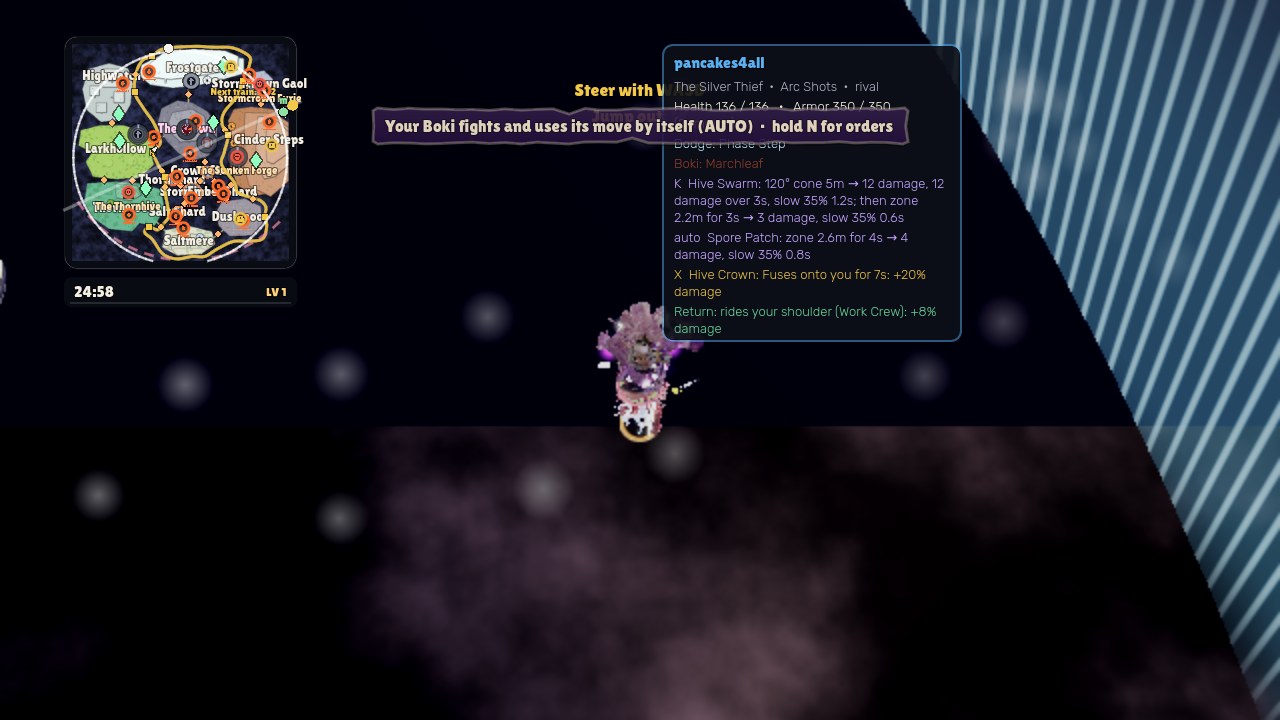 Highwater
Frostgate
Stormcrown Gaol
Next train
Stormcrown Eyrie
The
Cinder Steps
Larkhollow
The Sunken Forge
The Thornhive
Saltmere
24:58
LV 1
Steer with W
Your Boki fights and uses its move by itself (AUTO) · hold N for orders
pancakes4all
The Silver Thief • Arc Shots • rival
Health 136 / 136 • Armor 350 / 350
Dodge: Phase Step
Boki: Marchleaf
K Hive Swarm: 120° cone 5m → 12 damage, 12
damage over 3s, slow 35% 1.2s; then zone
2.2m for 3s → 3 damage, slow 35% 0.6s
auto Spore Patch: zone 2.6m for 4s → 4
damage, slow 35% 0.8s
X Hive Crown: Fuses onto you for 7s: +20%
damage
Return: rides your shoulder (Work Crew): +8%
damage